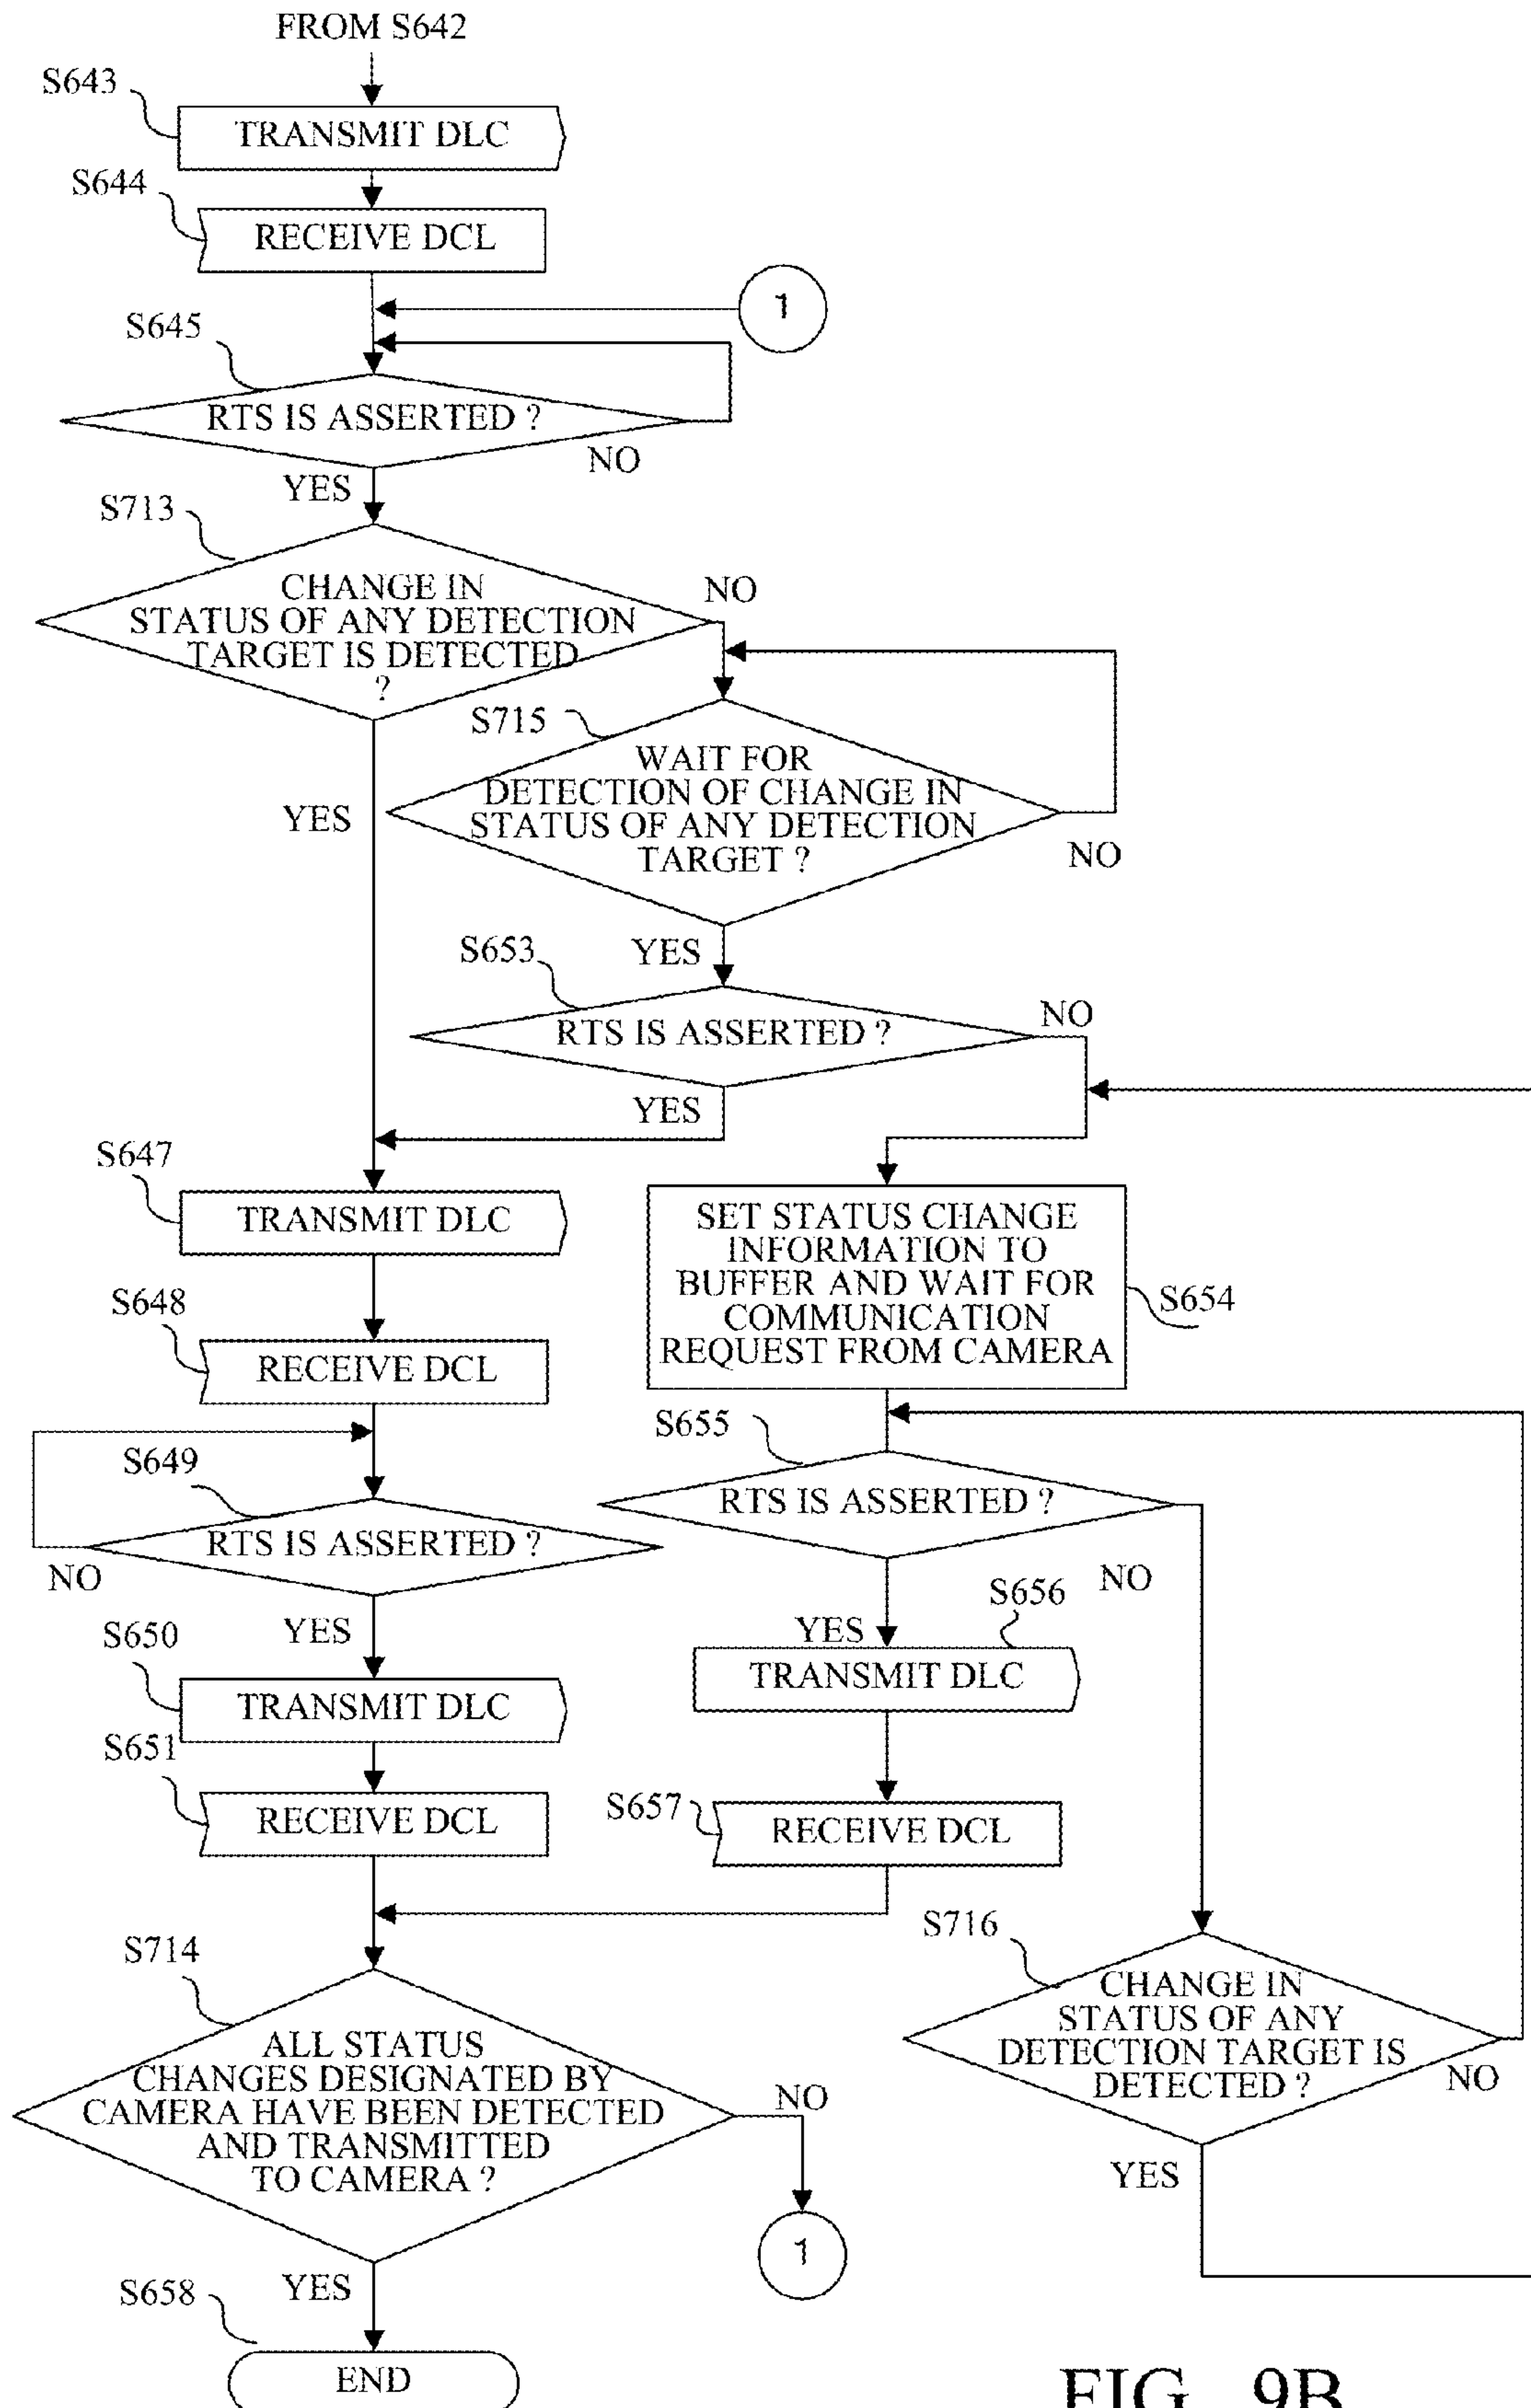 FROM S642
S643
TRANSMIT DLC
S644
RECEIVE DCL
1
S645
RTS IS ASSERTED ?
NO
YES
S713
CHANGE IN
STATUS OF ANY DETECTION
TARGET IS DETECTED
?
NO
YES
S715
WAIT FOR
DETECTION OF CHANGE IN
STATUS OF ANY DETECTION
TARGET ?
NO
YES
S653
RTS IS ASSERTED ?
NO
YES
S647
TRANSMIT DLC
SET STATUS CHANGE
INFORMATION TO
BUFFER AND WAIT FOR
COMMUNICATION
REQUEST FROM CAMERA
S654
S648
RECEIVE DCL
S649
RTS IS ASSERTED ?
NO
YES
S655
RTS IS ASSERTED ?
NO
YES
S656
TRANSMIT DLC
S650
TRANSMIT DLC
S651
RECEIVE DCL
S657
RECEIVE DCL
S716
CHANGE IN
STATUS OF ANY
DETECTION TARGET IS
DETECTED ?
NO
YES
S714
ALL STATUS
CHANGES DESIGNATED BY
CAMERA HAVE BEEN DETECTED
AND TRANSMITTED
TO CAMERA ?
NO
1
YES
S658
END
FIG. 9B